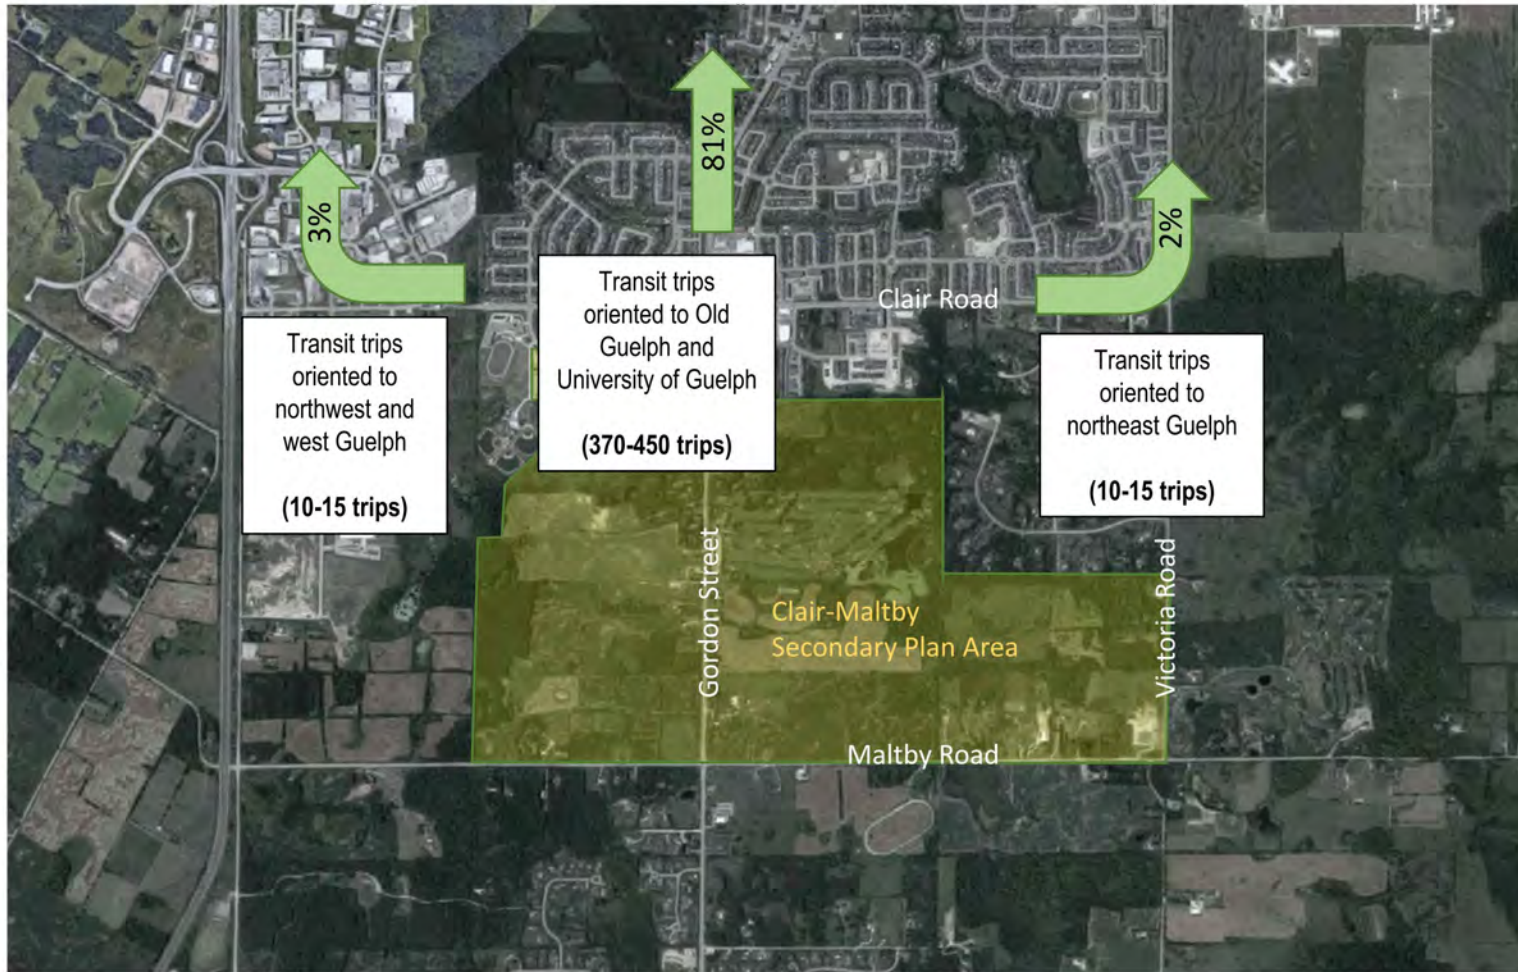 81%
3%
2%
Transit trips
oriented to Old
Guelph and
University of Guelph
(370-450 trips)
Clair Road
Transit trips
oriented to
northwest and
west Guelph
(10-15 trips)
Transit trips
oriented to
northeast Guelph
(10-15 trips)
Gordon Street
Clair-Maltby
Secondary Plan Area
Victoria Road
Maltby Road